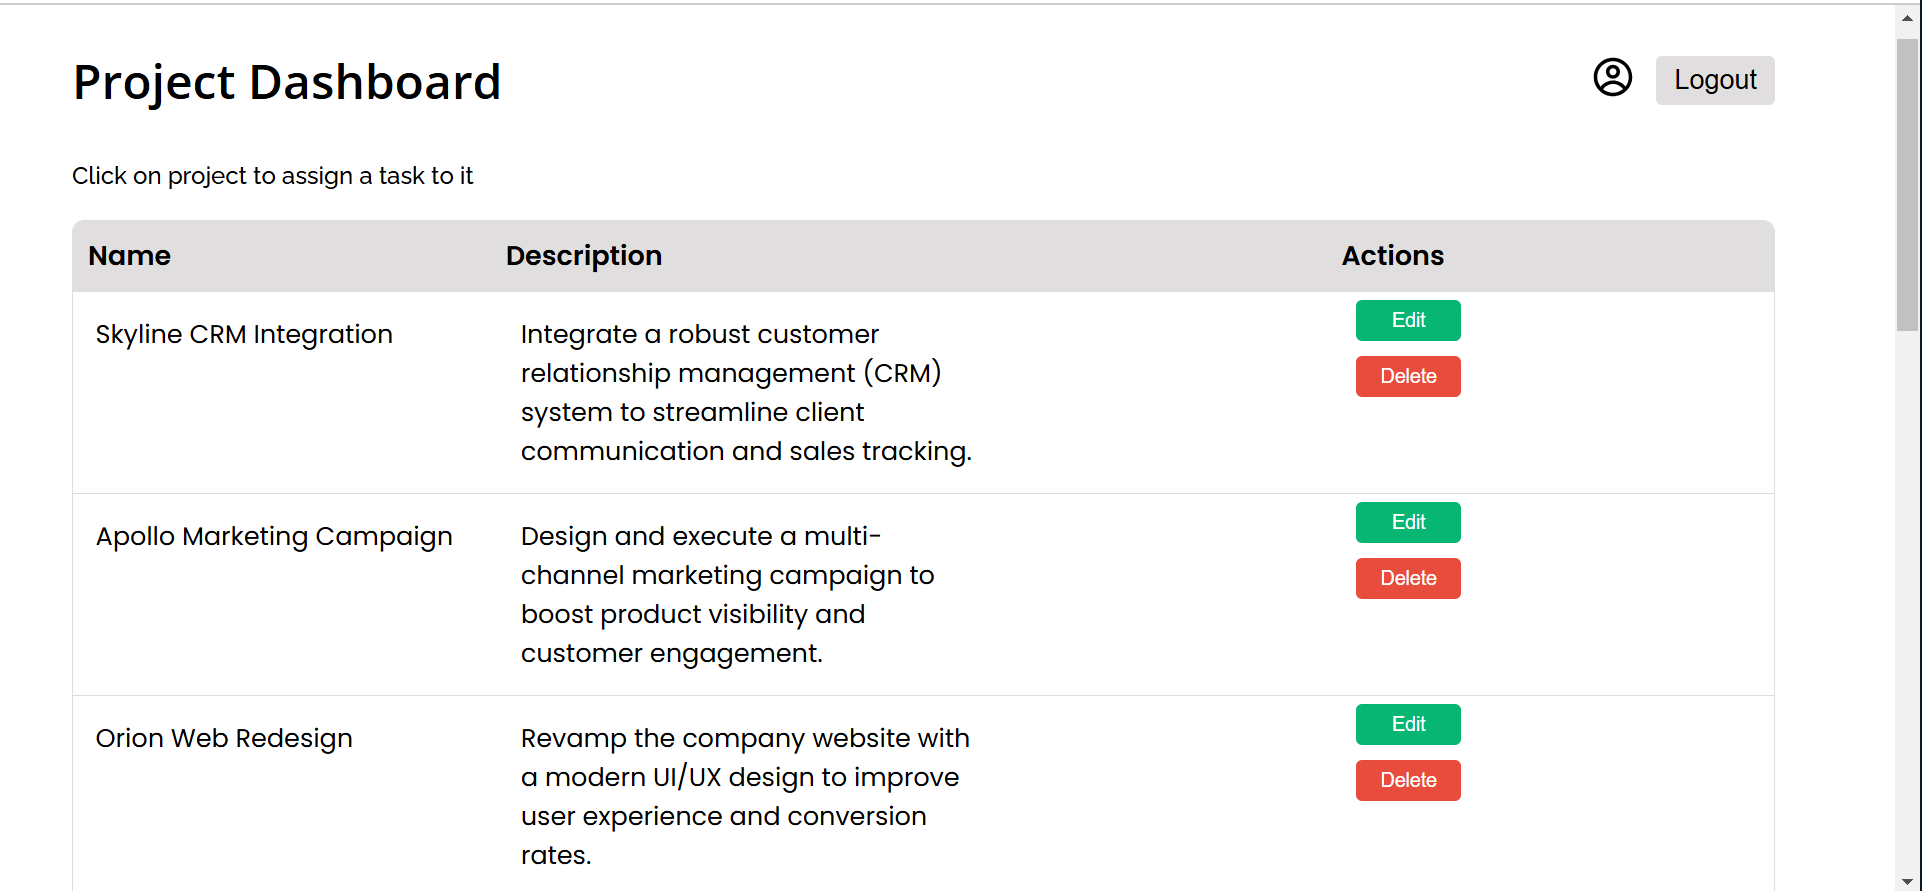 Project Dashboard
Logout
Click on project to assign a task to it
Name Description Actions
Skyline CRM Integration
Integrate a robust customer
relationship management (CRM)
system to streamline client
communication and sales tracking.
Edit
Delete
Apollo Marketing Campaign
Design and execute a multi-
channel marketing campaign to
boost product visibility and
customer engagement.
Edit
Delete
Orion Web Redesign
Revamp the company website with
a modern UI/UX design to improve
user experience and conversion
rates.
Edit
Delete